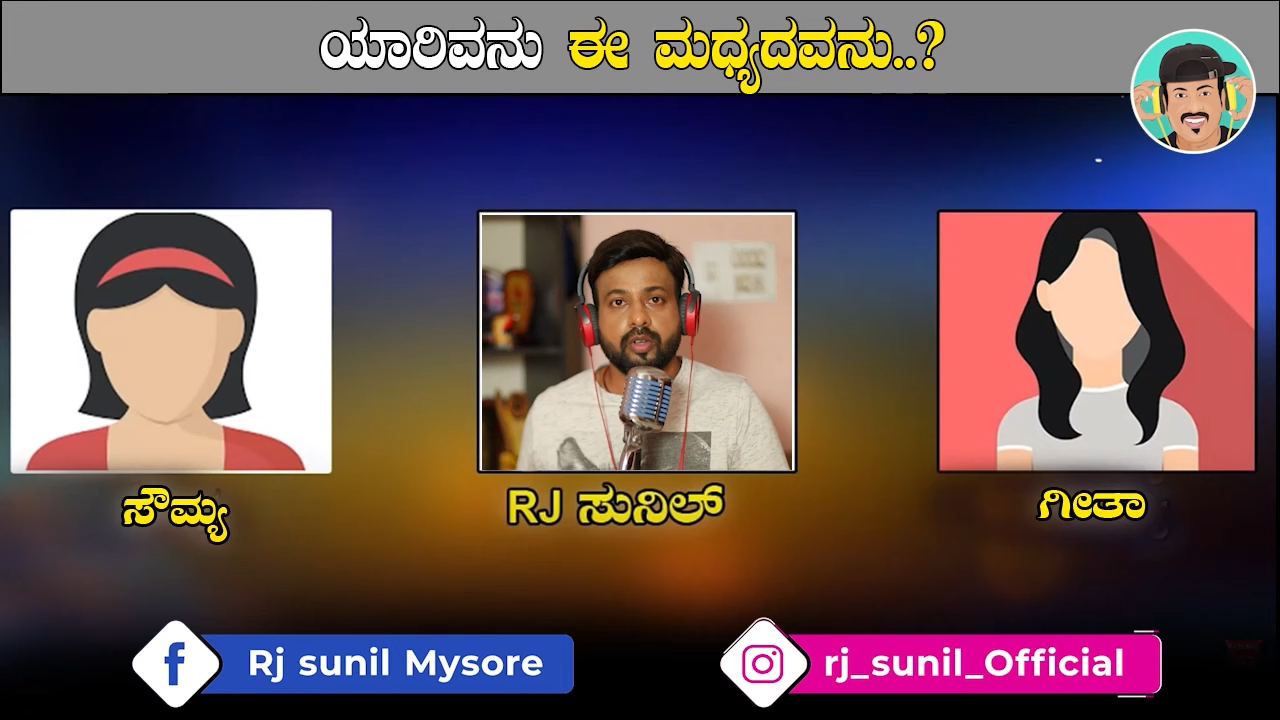 ಯಾರಿವನು ಈ ಮಧ್ಯದವನು..?
ಸೌಮ್ಯ
RJ ಸುನಿಲ್
ಗೀತಾ
Rj sunil Mysore
rj_sunil_Official